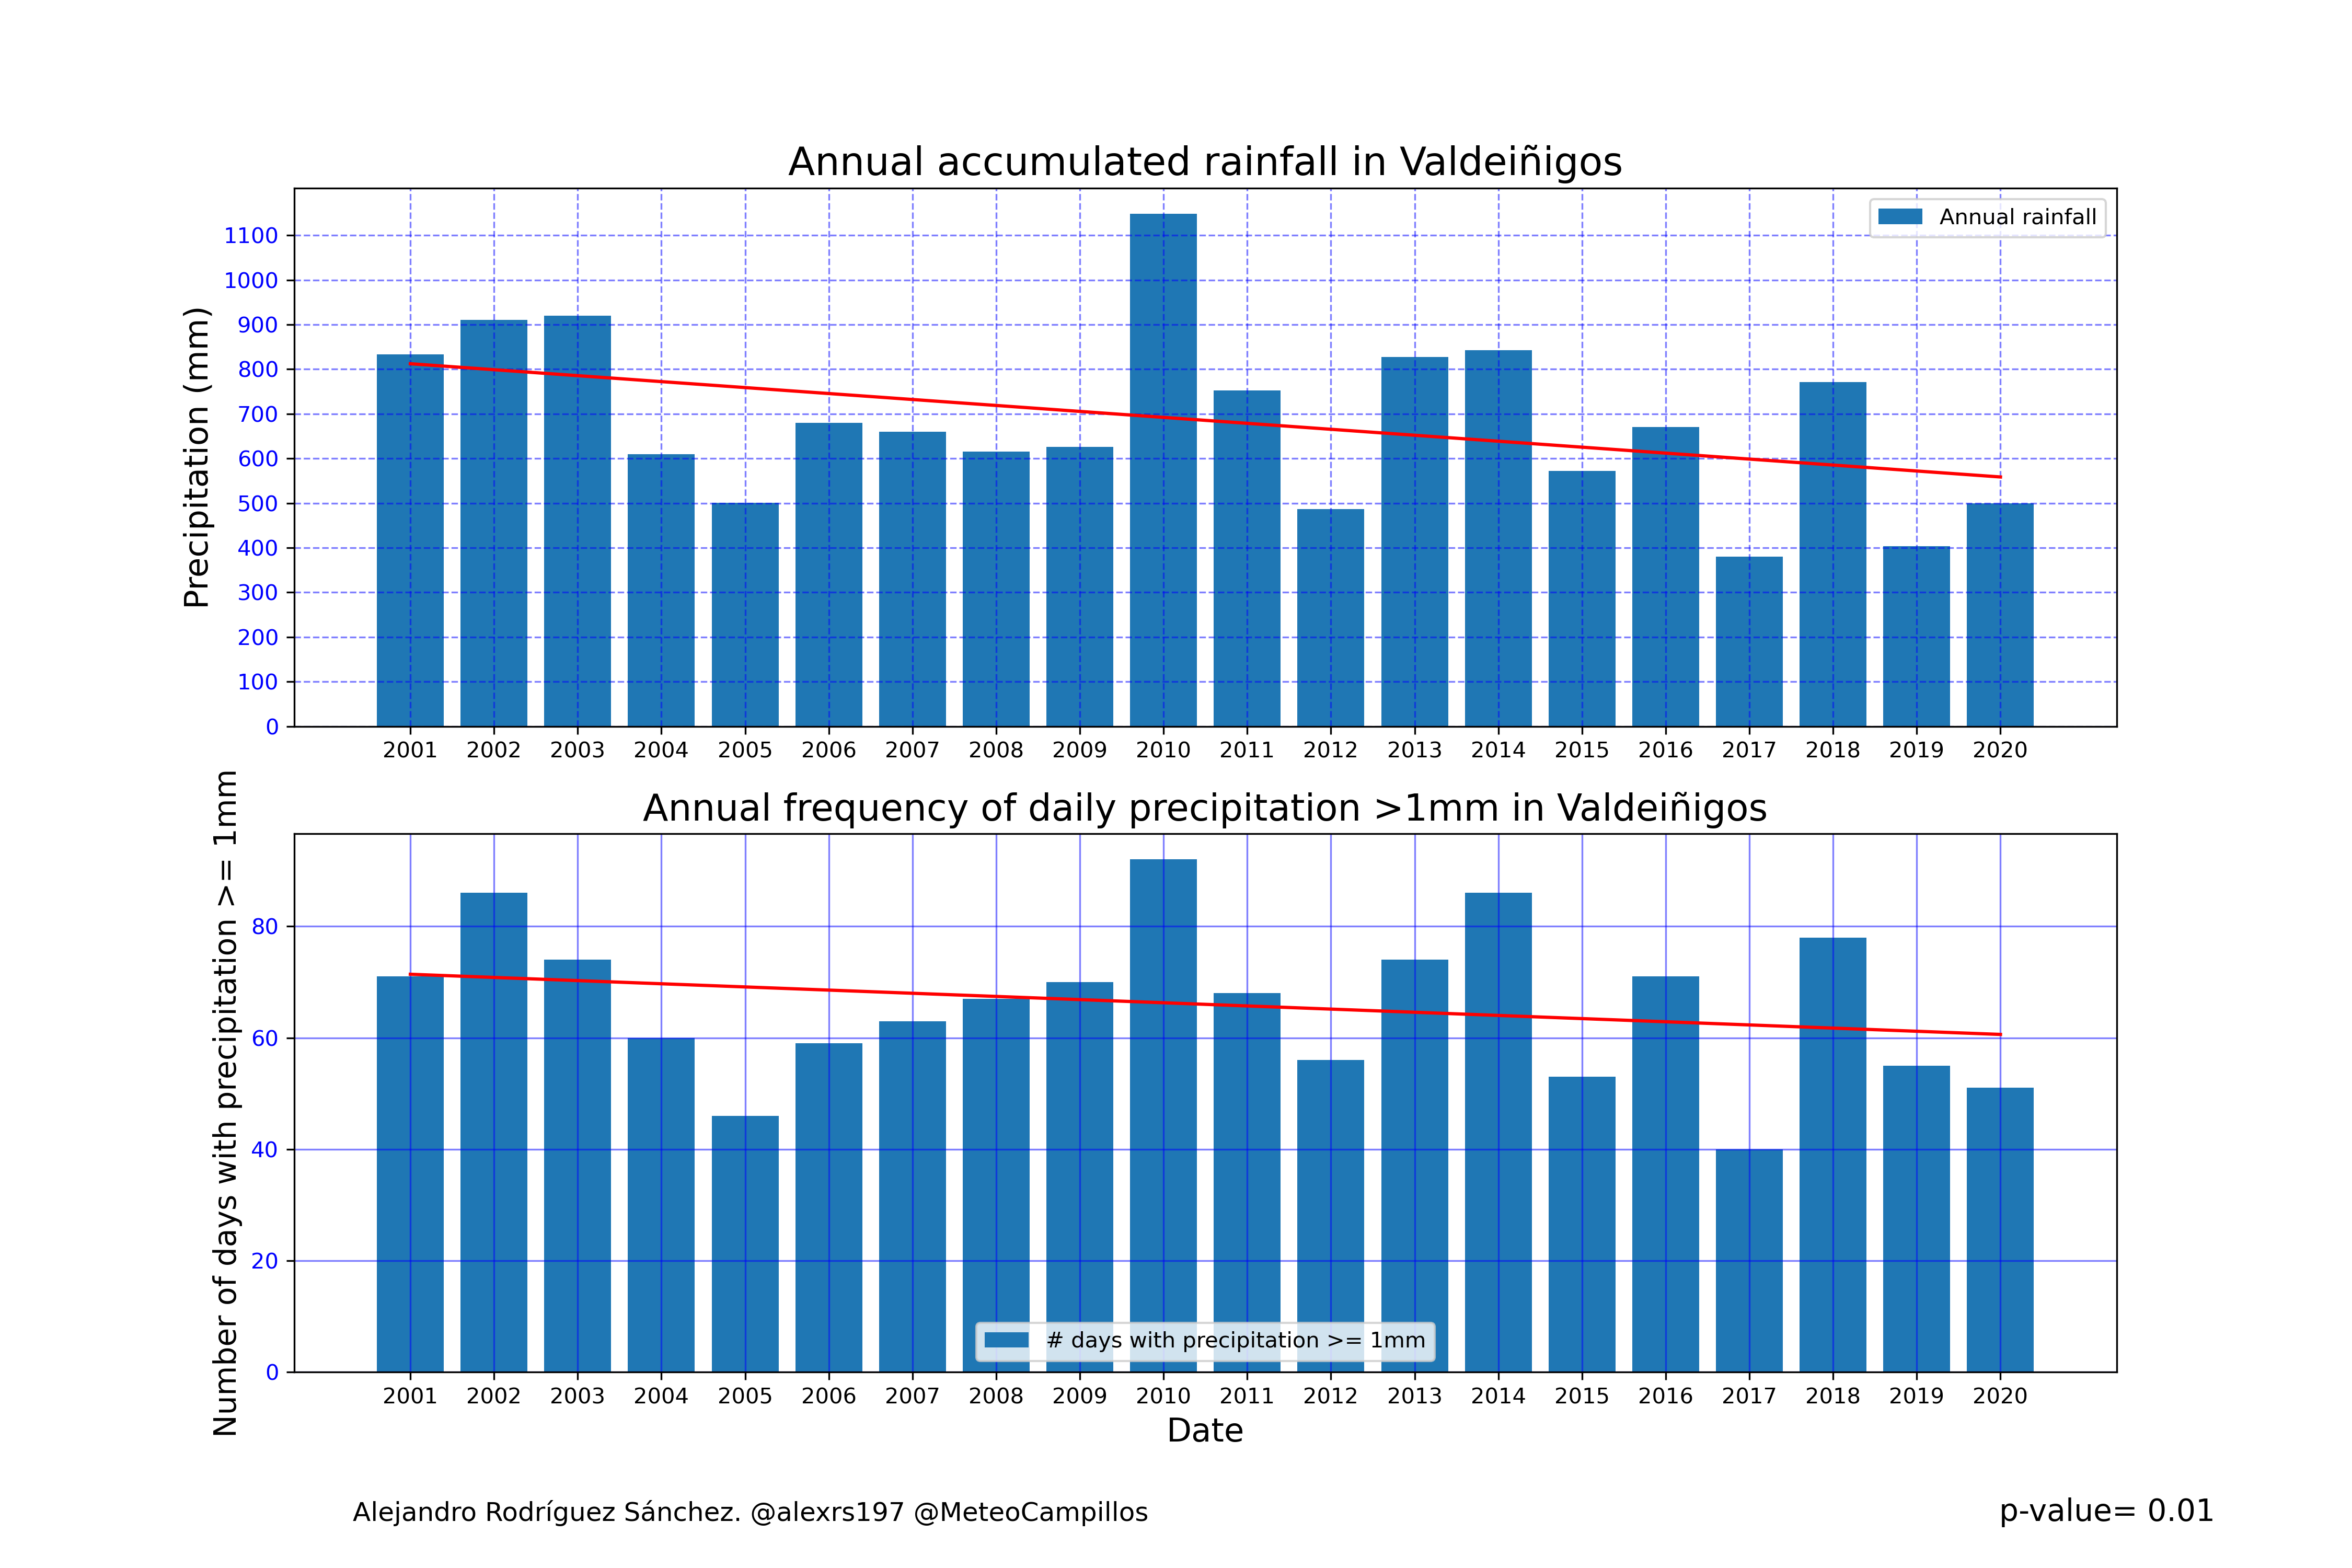 Annual accumulated rainfall in Valdeiñigos
Annual rainfall
Precipitation (mm)
1100
1000
900
800
700
600
500
400
300
200
100
0
2001 2002 2003 2004 2005 2006 2007 2008 2009 2010 2011 2012 2013 2014 2015 2016 2017 2018 2019 2020
Annual frequency of daily precipitation >1mm in Valdeiñigos
Number of days with precipitation >= 1mm
80
60
40
20
0
# days with precipitation >= 1mm
2001 2002 2003 2004 2005 2006 2007 2008 2009 2010 2011 2012 2013 2014 2015 2016 2017 2018 2019 2020
Date
Alejandro Rodríguez Sánchez. @alexrs197 @MeteoCampillos
p-value= 0.01